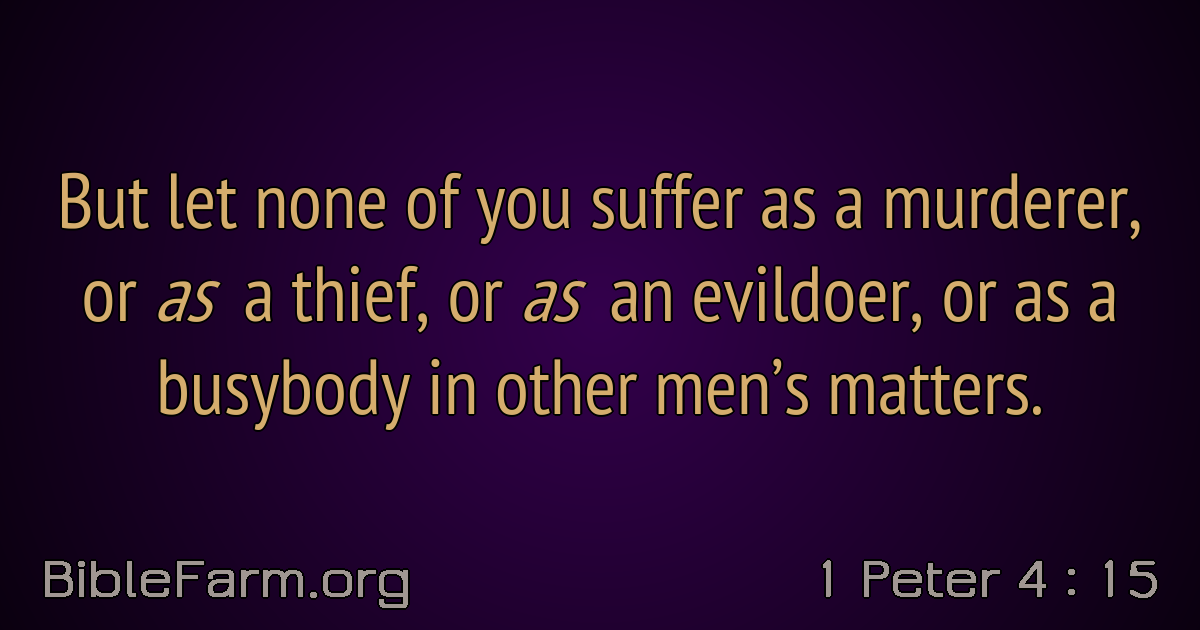 But let none of you suffer as a murderer,
or as a thief, or as an evildoer, or as a
busybody in other men’s matters.
BibleFarm.org
1 Peter 4 : 15